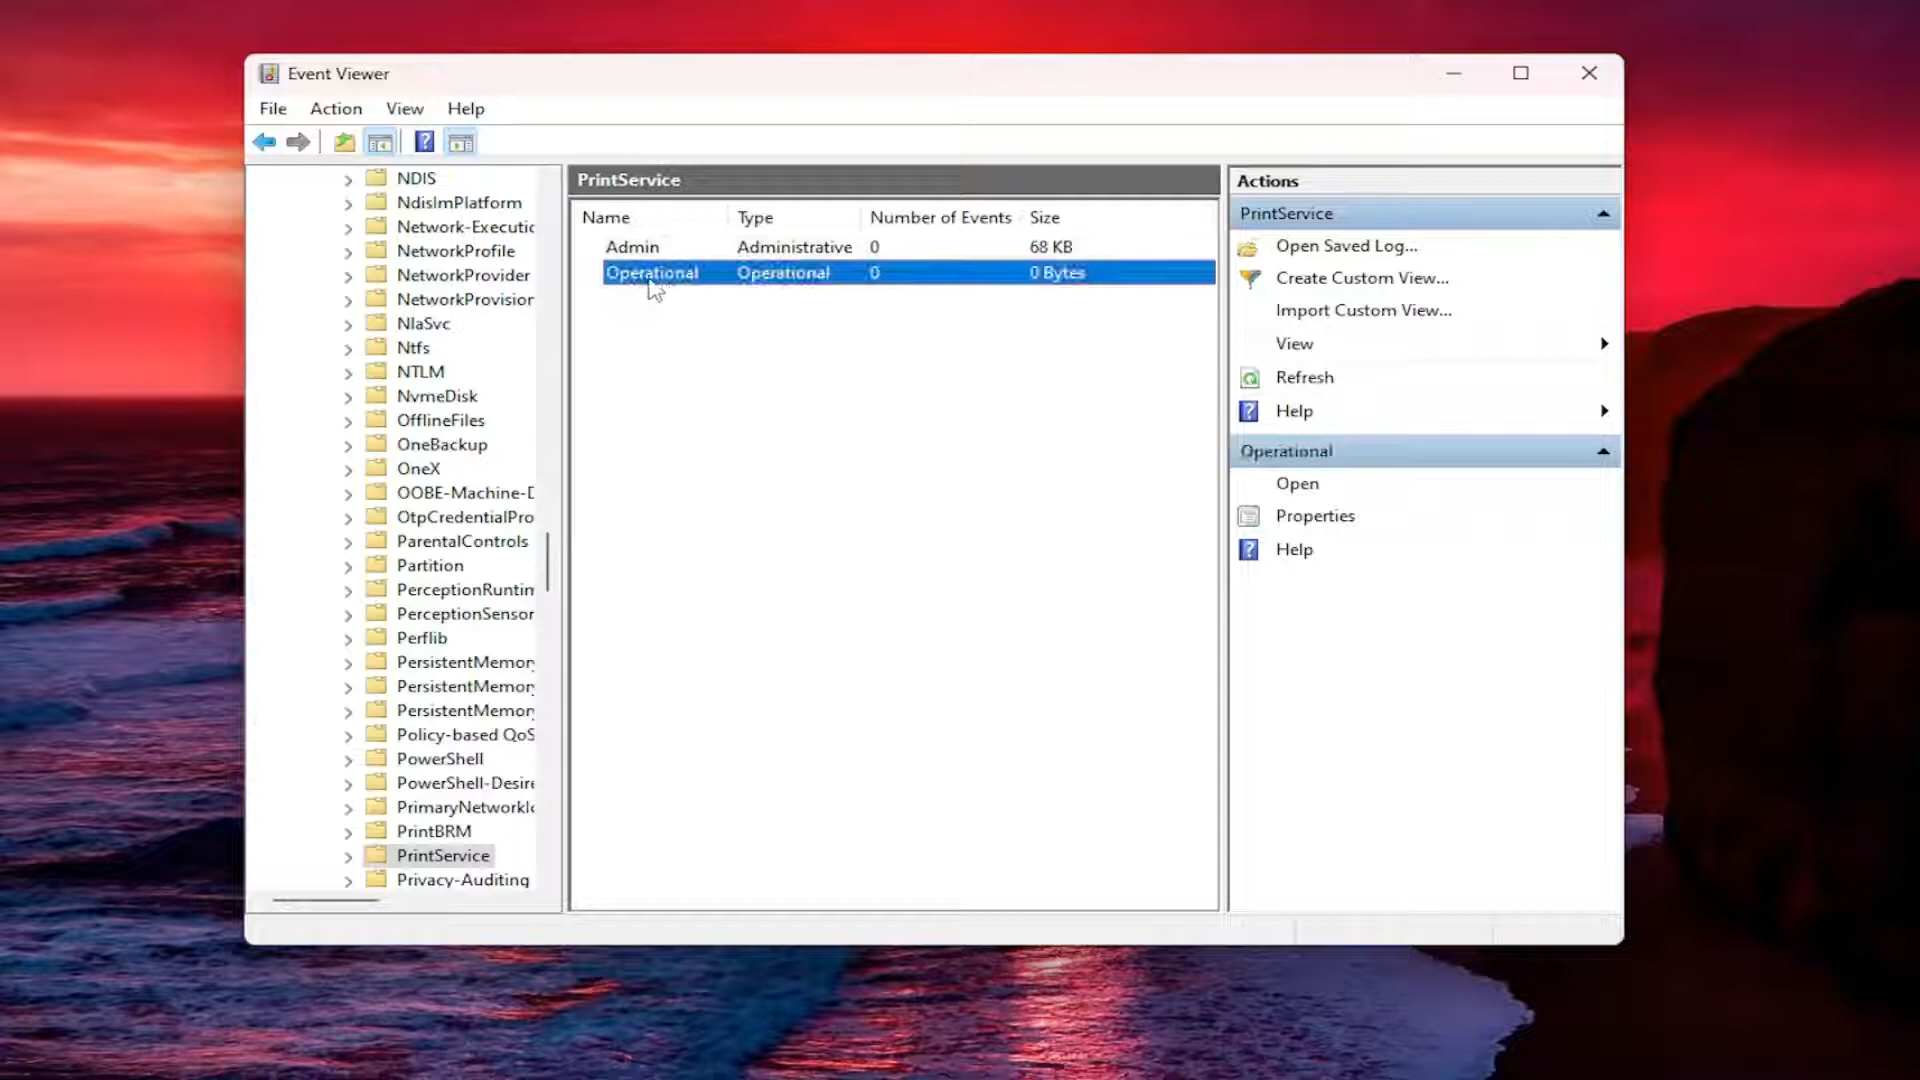 Event Viewer
File Action View Help
NDIS
NdisImPlatform
Network-Executic
NetworkProfile
NetworkProvider
NetworkProvision
NlaSvc
Ntfs
NTLM
NvmeDisk
OfflineFiles
OneBackup
OneX
OOBE-Machine-D
OtpCredentialPro
ParentalControls
Partition
PerceptionRuntim
PerceptionSensor
Perflib
PersistentMemory
PersistentMemory
PersistentMemory
Policy-based QoS
PowerShell
PowerShell-Desire
PrimaryNetworkIc
PrintBRM
PrintService
Privacy-Auditing
PrintService
Name Type Number of Events Size
Admin Administrative 0 68 KB
Operational Operational 0 0 Bytes
Actions
PrintService
Open Saved Log...
Create Custom View...
Import Custom View...
View
Refresh
Help
Operational
Open
Properties
Help